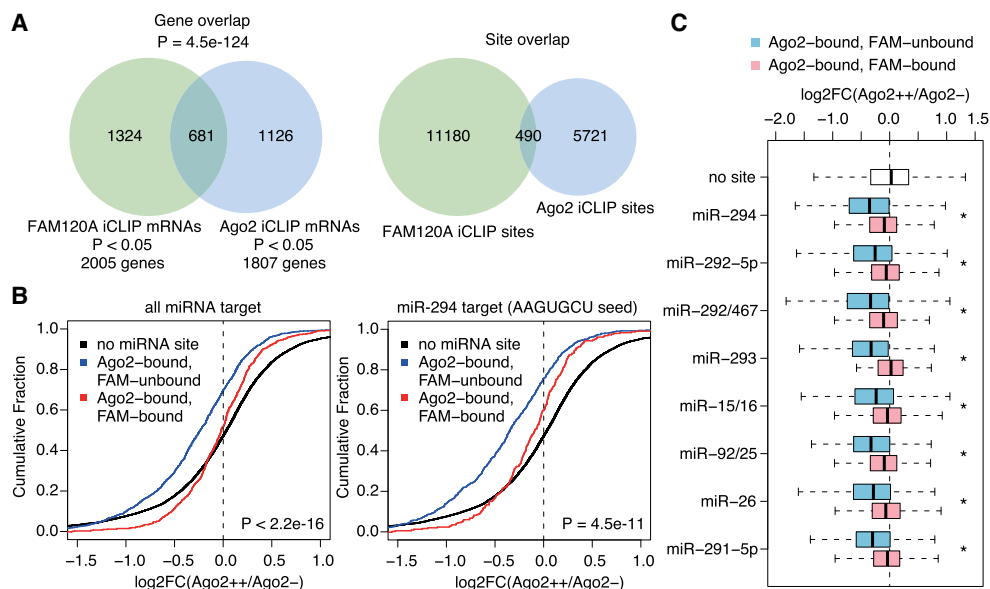 A
Gene overlap
P = 4.5e-124
1324
681
1126
FAM120A iCLIP mRNAs
P < 0.05
2005 genes
Ago2 iCLIP mRNAs
P < 0.05
1807 genes
Site overlap
11180
490
5721
Ago2 iCLIP sites
FAM120A iCLIP sites
B
all miRNA target
Cumulative Fraction
1.0
0.8
0.6
0.4
0.2
0.0
no miRNA site
Ago2−bound,
FAM−unbound
Ago2−bound,
FAM−bound
P < 2.2e-16
−1.5
−1.0
−0.5
0.0
0.5
1.0
log2FC(Ago2++/Ago2−)
miR-294 target (AAGUGCU seed)
Cumulative Fraction
1.0
0.8
0.6
0.4
0.2
0.0
no miRNA site
Ago2−bound,
FAM−unbound
Ago2−bound,
FAM−bound
P = 4.5e-11
−1.5
−1.0
−0.5
0.0
0.5
1.0
log2FC(Ago2++/Ago2−)
C
Ago2−bound, FAM−unbound
Ago2−bound, FAM−bound
log2FC(Ago2++/Ago2−)
−2.0
−1.0
0.0
1.0
1.5
no site
miR−294 *
miR−292−5p *
miR−292/467 *
miR−293 *
miR−15/16 *
miR−92/25 *
miR−26 *
miR−291−5p *